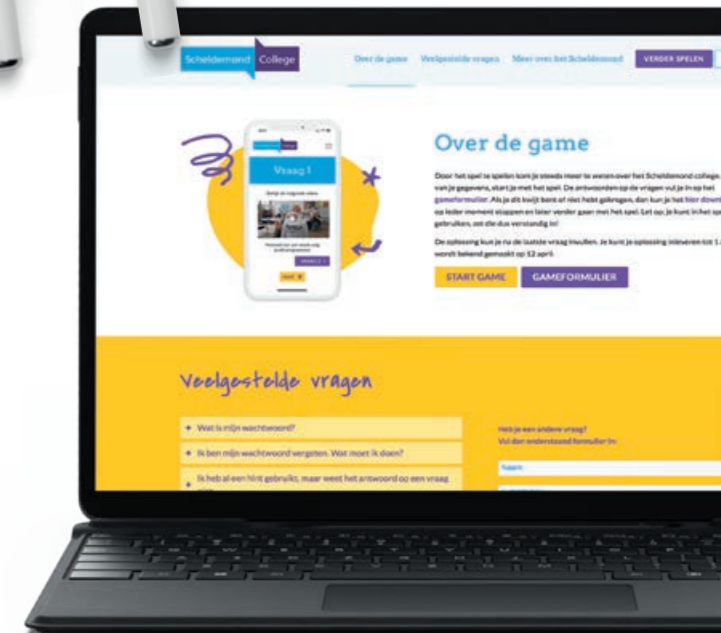 Scheldemond College
Over de game Veelgestelde vragen Meer over het Scheldemond VERDER SPELEN
Vraag 1
Bekijk de volgende video
Over de game
Door het spel te spelen kom je steeds meer te weten over het Scheldemond college.
van je gegevens, start je met het spel. De antwoorden op de vragen vul je in op het
gameformulier. Als je dit kwijt bent of niet hebt gekregen, dan kun je het hier
op ieder moment stoppen en later verder gaan met het spel. Let op, je kunt in het
gebruiken, zet die dus verstandig in!
De oplossing kun je na de laatste vraag invullen. Je kunt je oplossing inleveren tot
wordt bekend gemaakt op 12 april.
START GAME GAMEFORMULIER
Veelgestelde vragen
+ Wat is mijn wachtwoord?
+ Ik ben mijn wachtwoord vergeten. Wat moet ik doen?
+ Ik heb al een hint gebruikt, maar weet het antwoord op een vraag
Heb je een andere vraag?
Vul dan onderstaand formulier in:
Naam